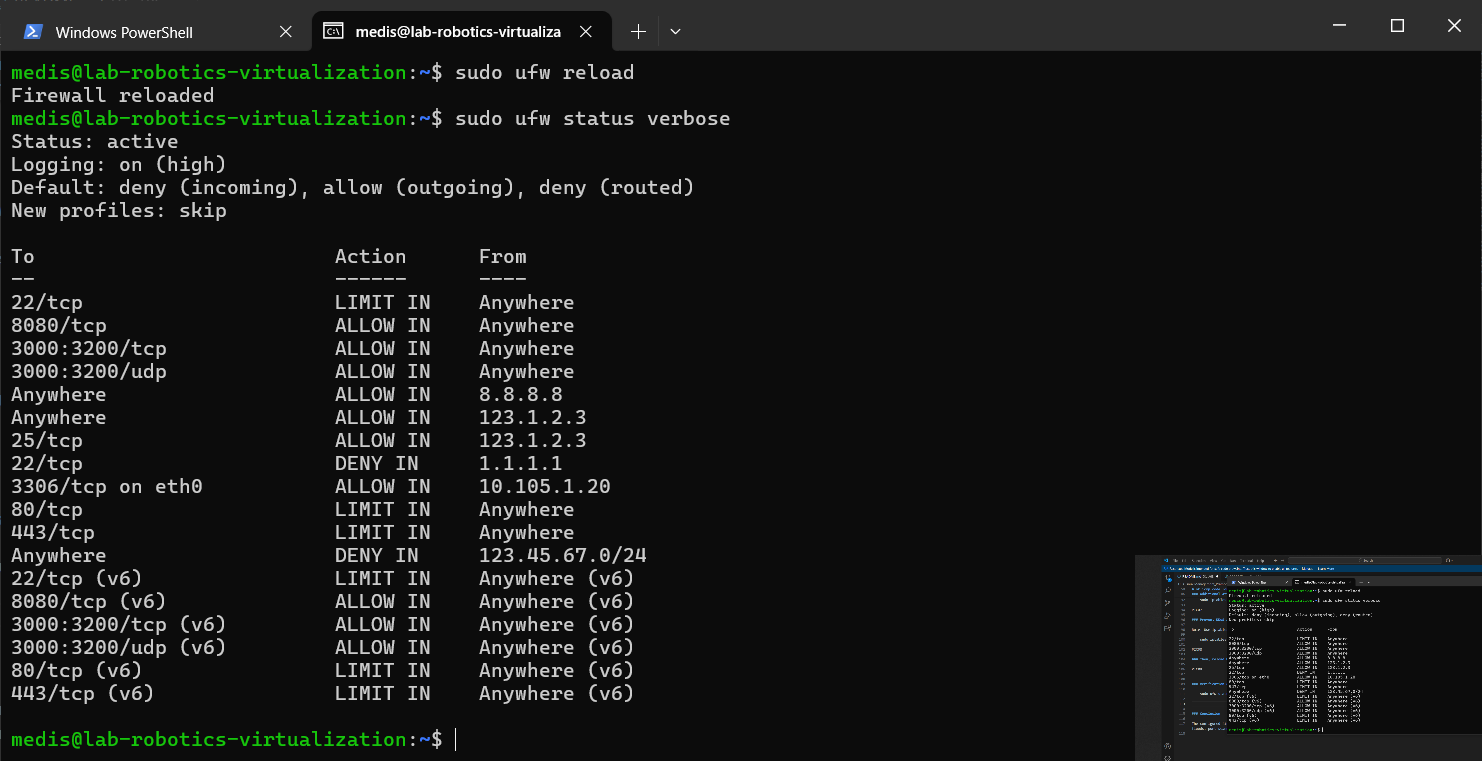 Windows PowerShell
medis@lab-robotics-virtualiza
medis@lab-robotics-virtualization:~$ sudo ufw reload
Firewall reloaded
medis@lab-robotics-virtualization:~$ sudo ufw status verbose
Status: active
Logging: on (high)
Default: deny (incoming), allow (outgoing), deny (routed)
New profiles: skip
To Action From
-- ------ ----
22/tcp LIMIT IN Anywhere
8080/tcp ALLOW IN Anywhere
3000:3200/tcp ALLOW IN Anywhere
3000:3200/udp ALLOW IN Anywhere
Anywhere ALLOW IN 8.8.8.8
Anywhere ALLOW IN 123.1.2.3
25/tcp ALLOW IN 123.1.2.3
22/tcp DENY IN 1.1.1.1
3306/tcp on eth0 ALLOW IN 10.105.1.20
80/tcp LIMIT IN Anywhere
443/tcp LIMIT IN Anywhere
Anywhere DENY IN 123.45.67.0/24
22/tcp (v6) LIMIT IN Anywhere (v6)
8080/tcp (v6) ALLOW IN Anywhere (v6)
3000:3200/tcp (v6) ALLOW IN Anywhere (v6)
3000:3200/udp (v6) ALLOW IN Anywhere (v6)
80/tcp (v6) LIMIT IN Anywhere (v6)
443/tcp (v6) LIMIT IN Anywhere (v6)
medis@lab-robotics-virtualization:~$